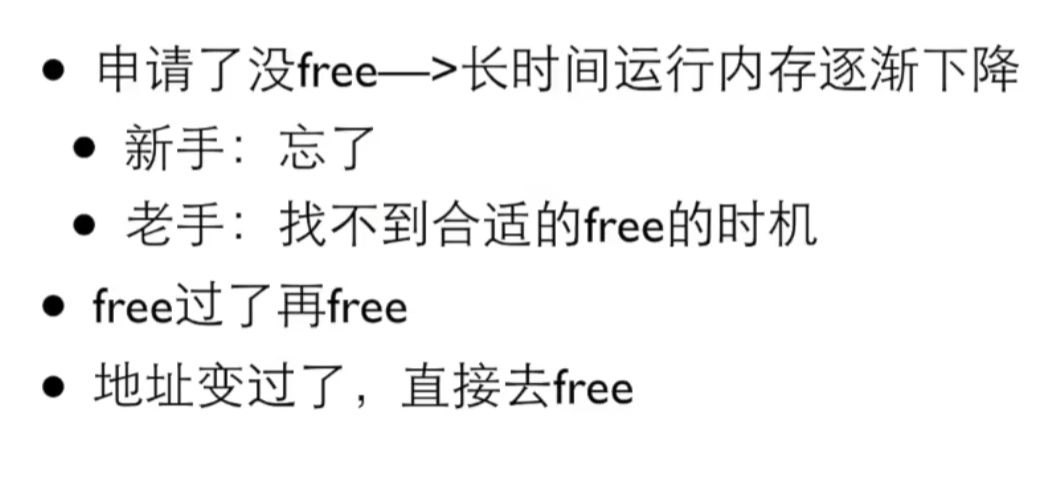 • 申请了没free—>长时间运行内存逐渐下降
• 新手：忘了
• 老手：找不到合适的free的时机
• free过了再free
• 地址变过了，直接去free